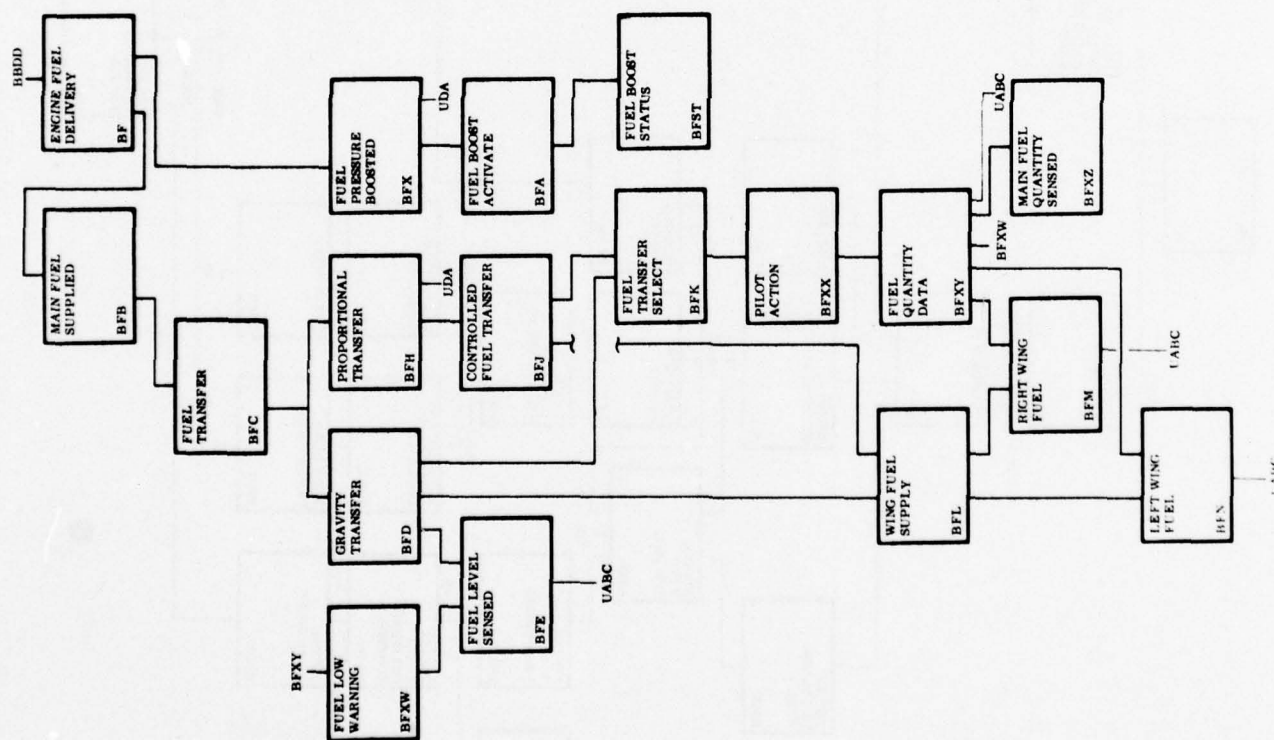 BBDD
ENGINE FUEL
DELIVERY
BF
MAIN FUEL
SUPPLIED
BFB
FUEL
TRANSFER
BFC
BFXY
FUEL LOW
WARNING
BFXW
GRAVITY
TRANSFER
BFD
PROPORTIONAL
TRANSFER
BFH
UDA
FUEL
PRESSURE
BOOSTED
BFX
UDA
FUEL LEVEL
SENSED
BFE
UABC
CONTROLLED
FUEL TRANSFER
BFJ
FUEL BOOST
ACTIVATE
BFA
FUEL
TRANSFER
SELECT
BFK
FUEL BOOST
STATUS
BFST
PILOT
ACTION
BFXX
WING FUEL
SUPPLY
BFL
FUEL
QUANTITY
DATA
BFXY
BFXW
UABC
RIGHT WING
FUEL
BFM
UABC
MAIN FUEL
QUANTITY
SENSED
BFXZ
LEFT WING
FUEL
BFN